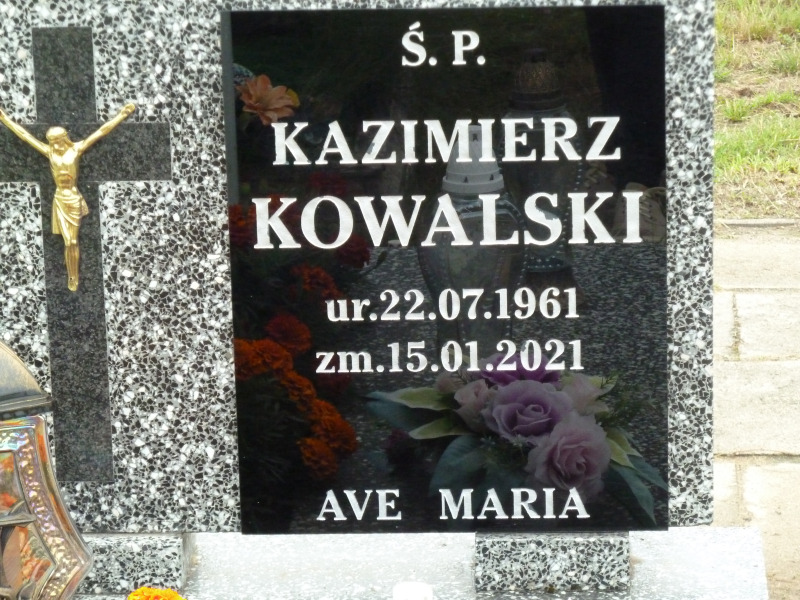 Ś. P.
KAZIMIERZ
KOWALSKI
ur.22.07.1961
zm.15.01.2021
AVE MARIA